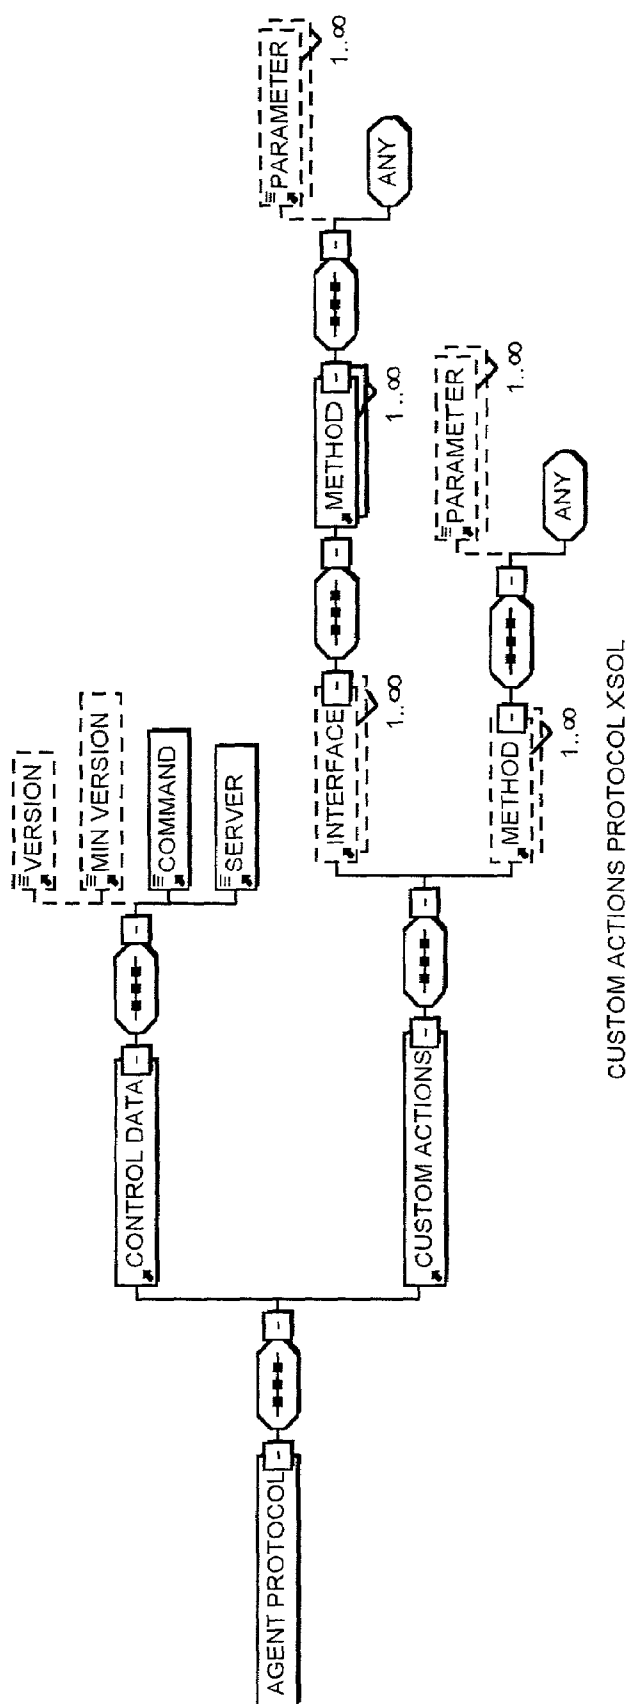 AGENT PROTOCOL
CONTROL DATA
VERSION
MIN VERSION
COMMAND
SERVER
CUSTOM ACTIONS
INTERFACE
1..∞
METHOD
1..∞
PARAMETER
1..∞
ANY
METHOD
1..∞
PARAMETER
1..∞
ANY
CUSTOM ACTIONS PROTOCOL XSOL